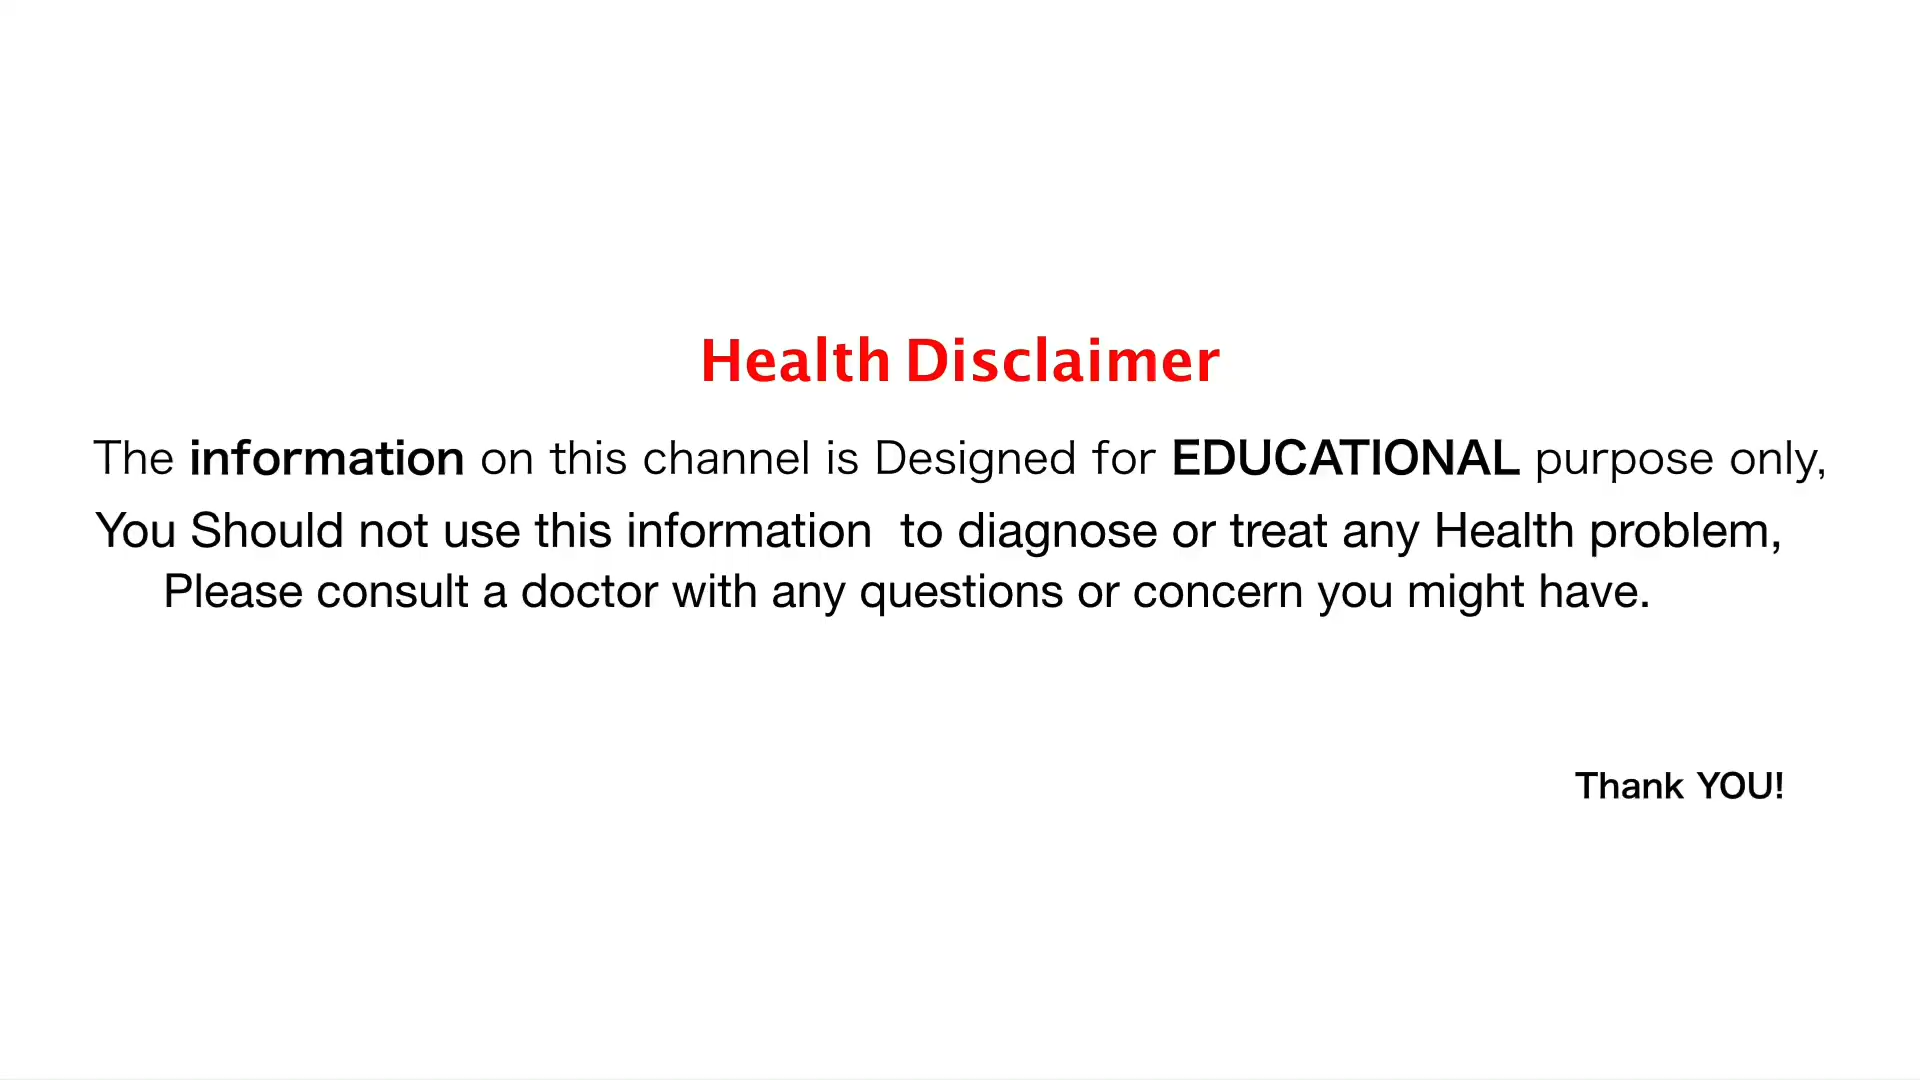 Health Disclaimer
The information on this channel is Designed for EDUCATIONAL purpose only,
You Should not use this information  to diagnose or treat any Health problem,
Please consult a doctor with any questions or concern you might have.
Thank YOU!